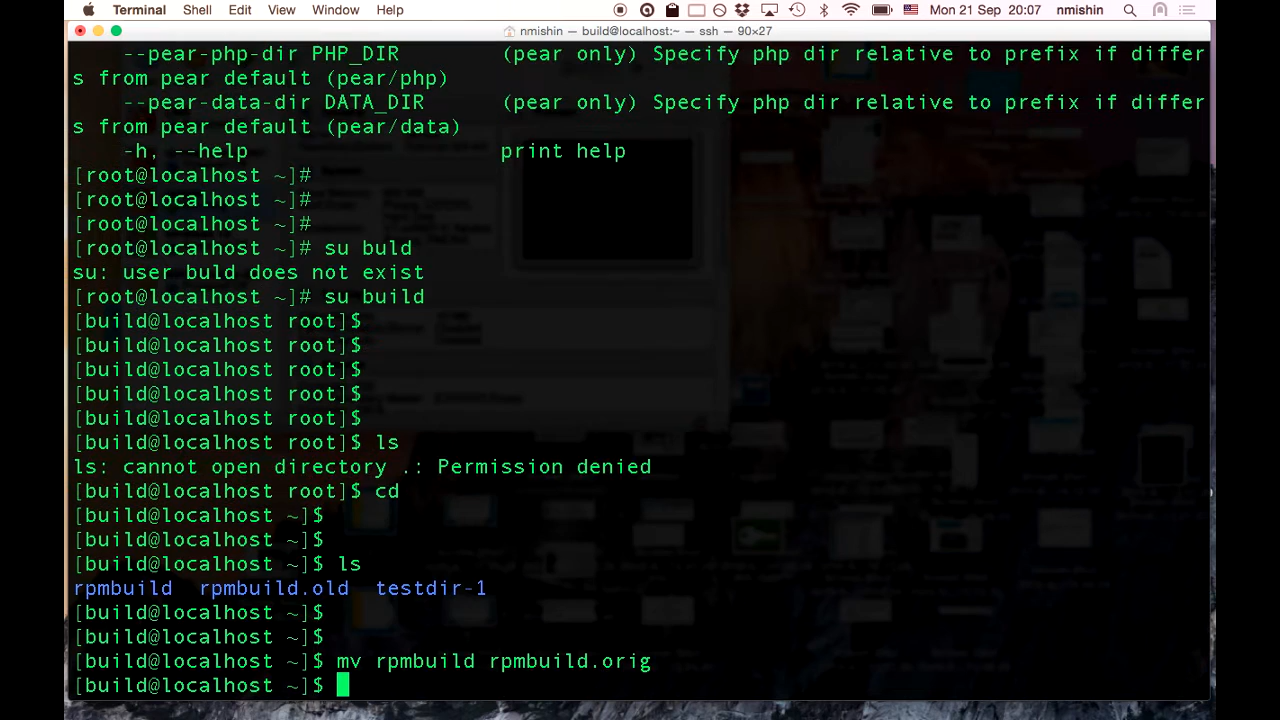 Terminal Shell Edit View Window Help Mon 21 Sep 20:07 nmishin
nmishin — build@localhost:~ — ssh — 90×27
--pear-php-dir PHP_DIR (pear only) Specify php dir relative to prefix if differ
s from pear default (pear/php)
--pear-data-dir DATA_DIR (pear only) Specify php dir relative to prefix if differ
s from pear default (pear/data)
-h, --help print help
[root@localhost ~]#
[root@localhost ~]#
[root@localhost ~]#
[root@localhost ~]# su buld
su: user buld does not exist
[root@localhost ~]# su build
[build@localhost root]$
[build@localhost root]$
[build@localhost root]$
[build@localhost root]$
[build@localhost root]$
[build@localhost root]$ ls
ls: cannot open directory .: Permission denied
[build@localhost root]$ cd
[build@localhost ~]$
[build@localhost ~]$
[build@localhost ~]$ ls
rpmbuild rpmbuild.old testdir-1
[build@localhost ~]$
[build@localhost ~]$
[build@localhost ~]$ mv rpmbuild rpmbuild.orig
[build@localhost ~]$